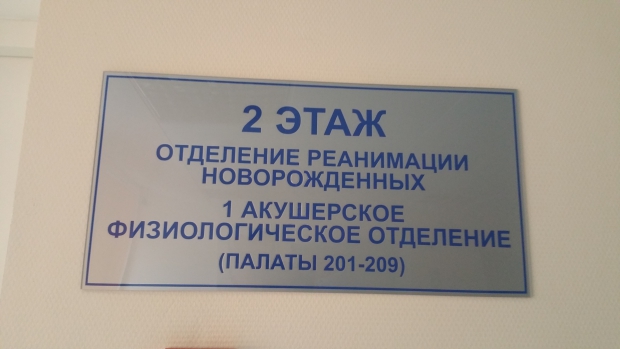 2 ЭТАЖ
ОТДЕЛЕНИЕ РЕАНИМАЦИИ
НОВОРОЖДЕННЫХ
1 АКУШЕРСКОЕ
ФИЗИОЛОГИЧЕСКОЕ ОТДЕЛЕНИЕ
(ПАЛАТЫ 201-209)